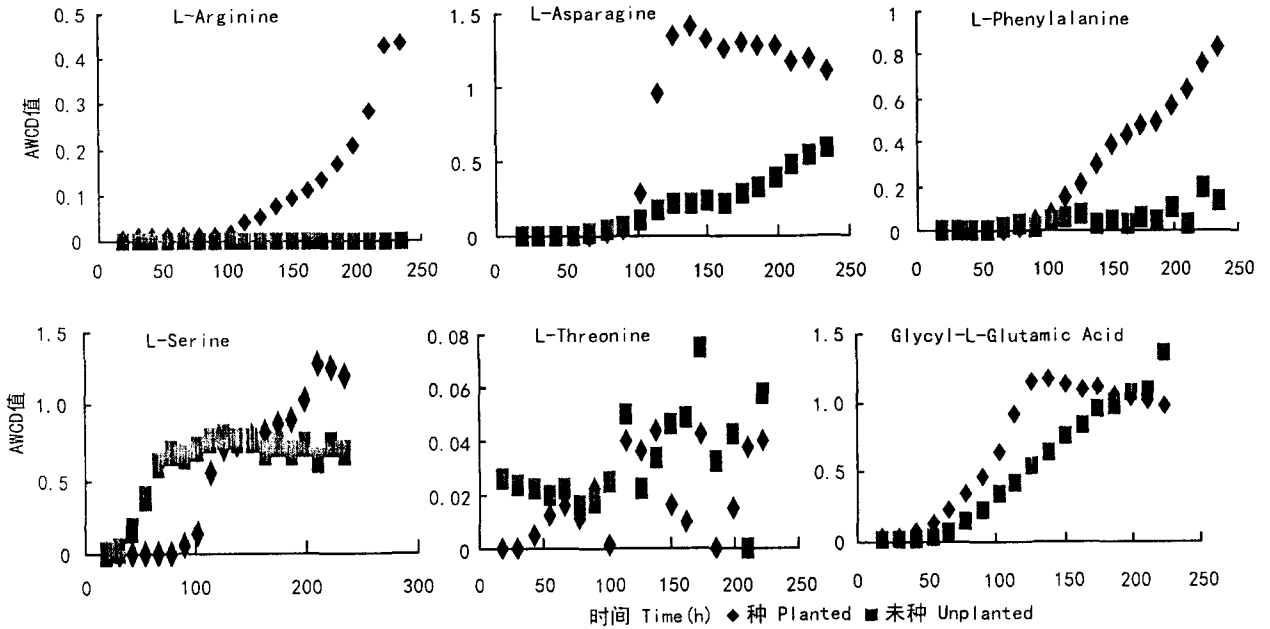 L-Arginine
0.5
0.4
0.3
0.2
0.1
0
0 50 100 150 200 250
AWCD值
L-Asparagine
1.5
1
0.5
0
0 50 100 150 200 250
L-Phenylalanine
1
0.8
0.6
0.4
0.2
0
0 50 100 150 200 250
L-Serine
1.5
1.0
0.5
0
0 100 200 300
AWCD值
L-Threonine
0.08
0.06
0.04
0.02
0
0 50 100 150 200 250
Glycyl-L-Glutamic Acid
1.5
1.0
0.5
0
0 50 100 150 200 250
时间 Time(h) ◆ 种 Planted ■ 未种 Unplanted